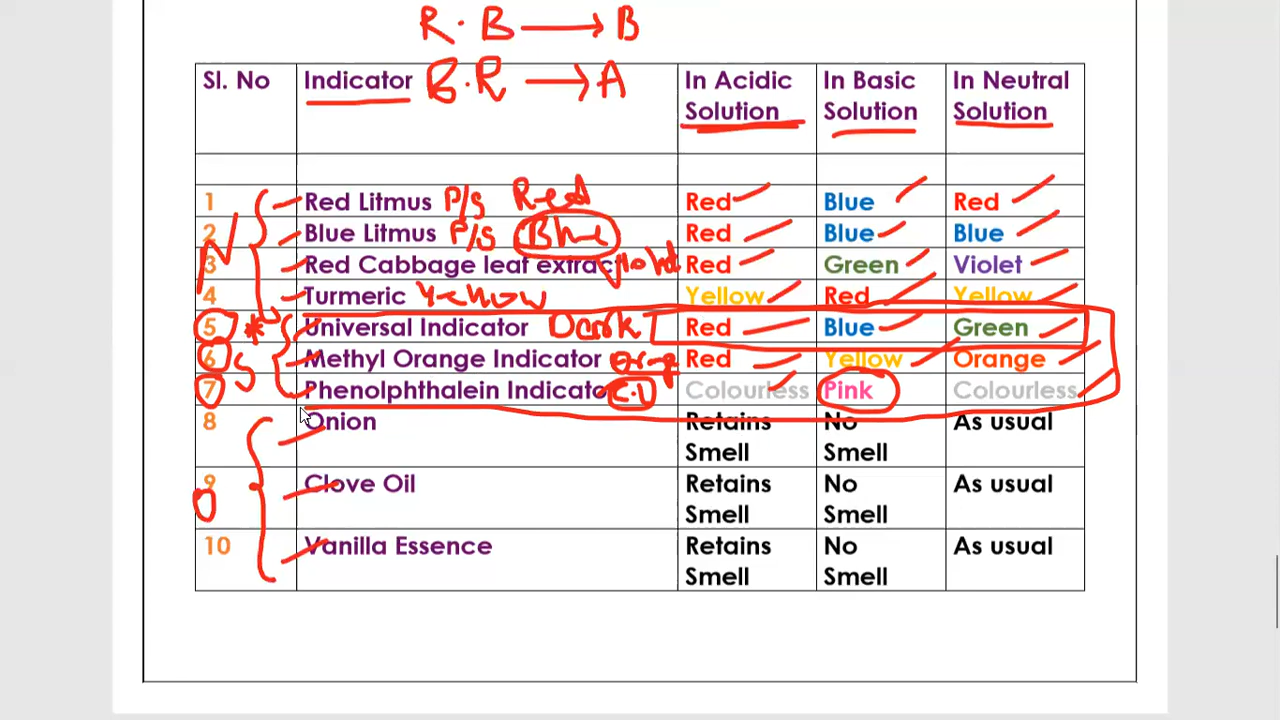 R. B → B
Sl. No Indicator B.R → A In Acidic Solution In Basic Solution In Neutral Solution
1 Red Litmus P/S Red Red Blue Red
2 Blue Litmus P/S Blue Red Blue Blue
3 Red Cabbage leaf extract violet Red Green Violet
4 Turmeric Yellow Yellow Red Yellow
5 * Universal Indicator Dark Red Blue Green
6 Methyl Orange Indicator Red Yellow Orange
7 Phenolphthalein Indicator C.L Colourless Pink Colourless
N
S
8 Onion Retains Smell No Smell As usual
9 Clove Oil Retains Smell No Smell As usual
O
10 Vanilla Essence Retains Smell No Smell As usual